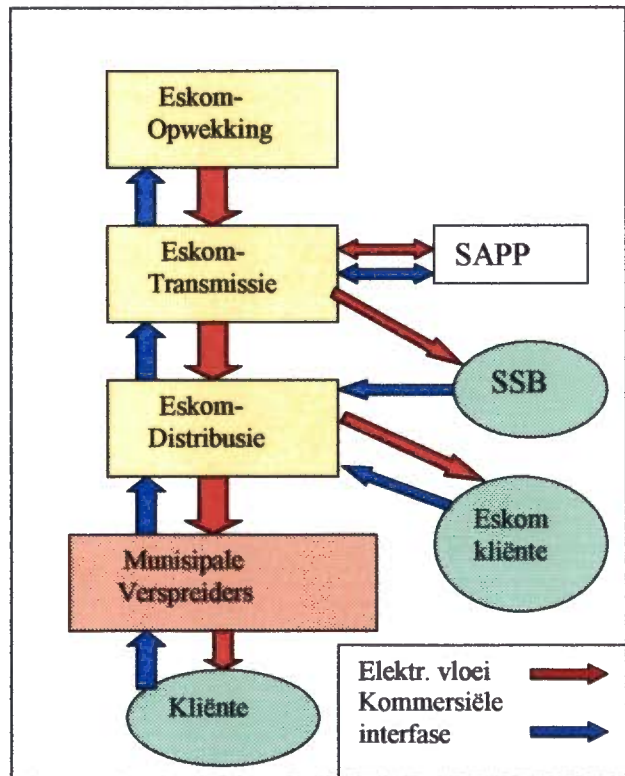 Eskom-
Opwekking
Eskom-
Transmissie
SAPP
SSB
Eskom-
Distribusie
Eskom
kliënte
Munisipale
Verspreiders
Kliënte
Elektr. vloei
Kommersiële
interfase